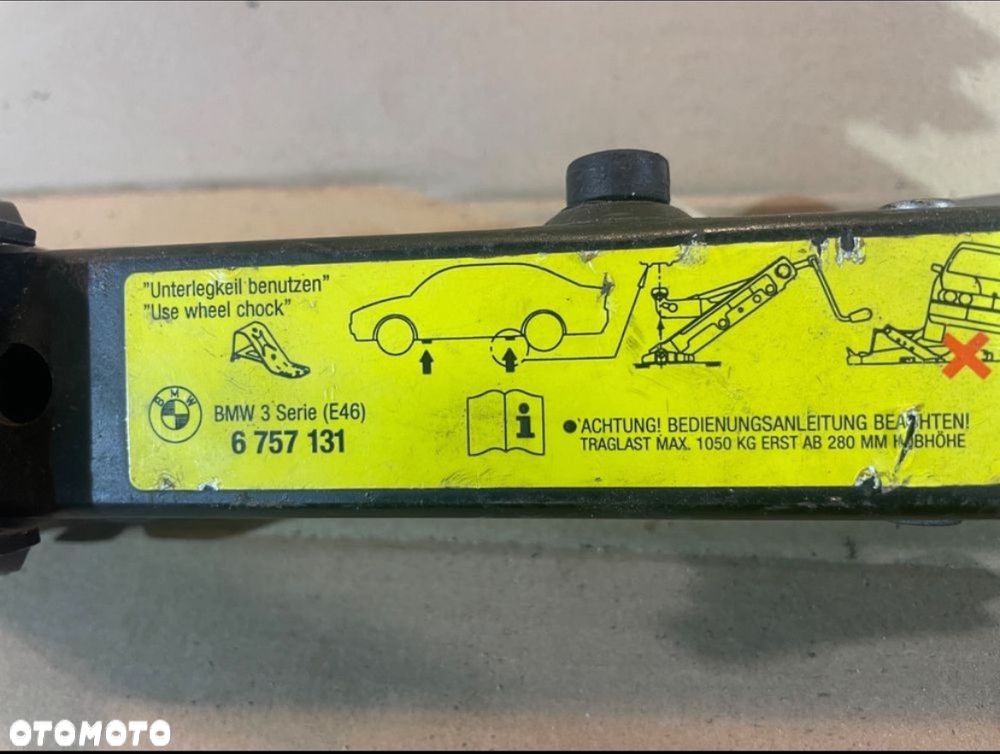 "Unterlegkeil benutzen"
"Use wheel chock"
BMW
BMW 3 Serie (E46)
6 757 131
i
● ACHTUNG! BEDIENUNGSANLEITUNG BEACHTEN!
TRAGLAST MAX. 1050 KG ERST AB 280 MM HUBHÖHE
OTOMOTO